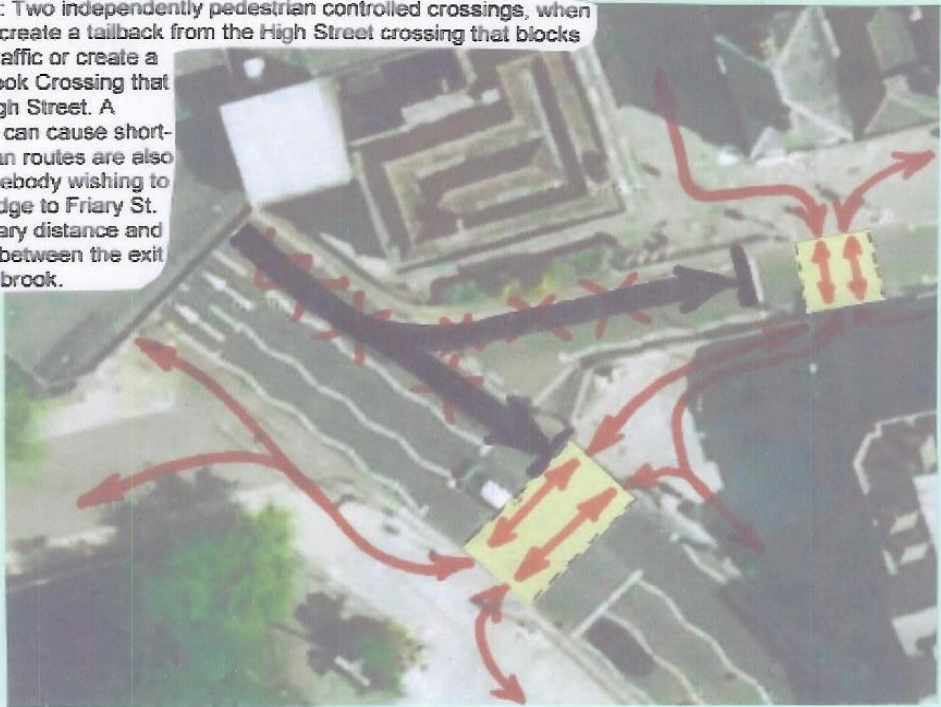 : Two independently pedestrian controlled crossings, when
create a tailback from the High Street crossing that blocks
affic or create a
ook Crossing that
gh Street. A
can cause short-
an routes are also
ebody wishing to
dge to Friary St.
ary distance and
between the exit
brook.